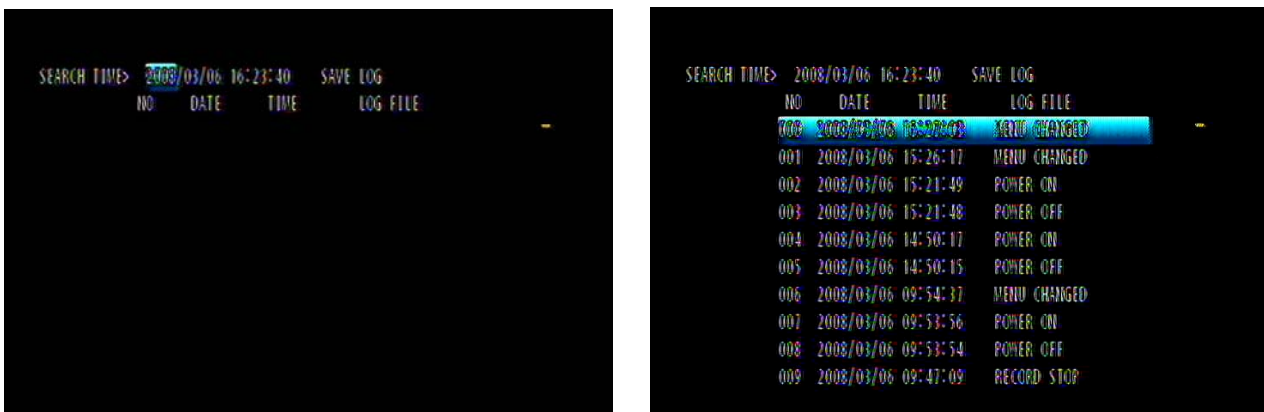 SEARCH TIME> 2008/03/06 16:23:40 SAVE LOG
NO DATE TIME LOG FILE
SEARCH TIME> 2008/03/06 16:23:40 SAVE LOG
NO DATE TIME LOG FILE
000 MENU CHANGED
001 2008/03/06 15:26:17 MENU CHANGED
002 2008/03/06 15:21:49 POWER ON
003 2008/03/06 15:21:48 POWER OFF
004 2008/03/06 14:50:17 POWER ON
005 2008/03/06 14:50:15 POWER OFF
006 2008/03/06 09:54:37 MENU CHANGED
007 2008/03/06 09:53:56 POWER ON
008 2008/03/06 09:53:54 POWER OFF
009 2008/03/06 09:47:09 RECORD STOP